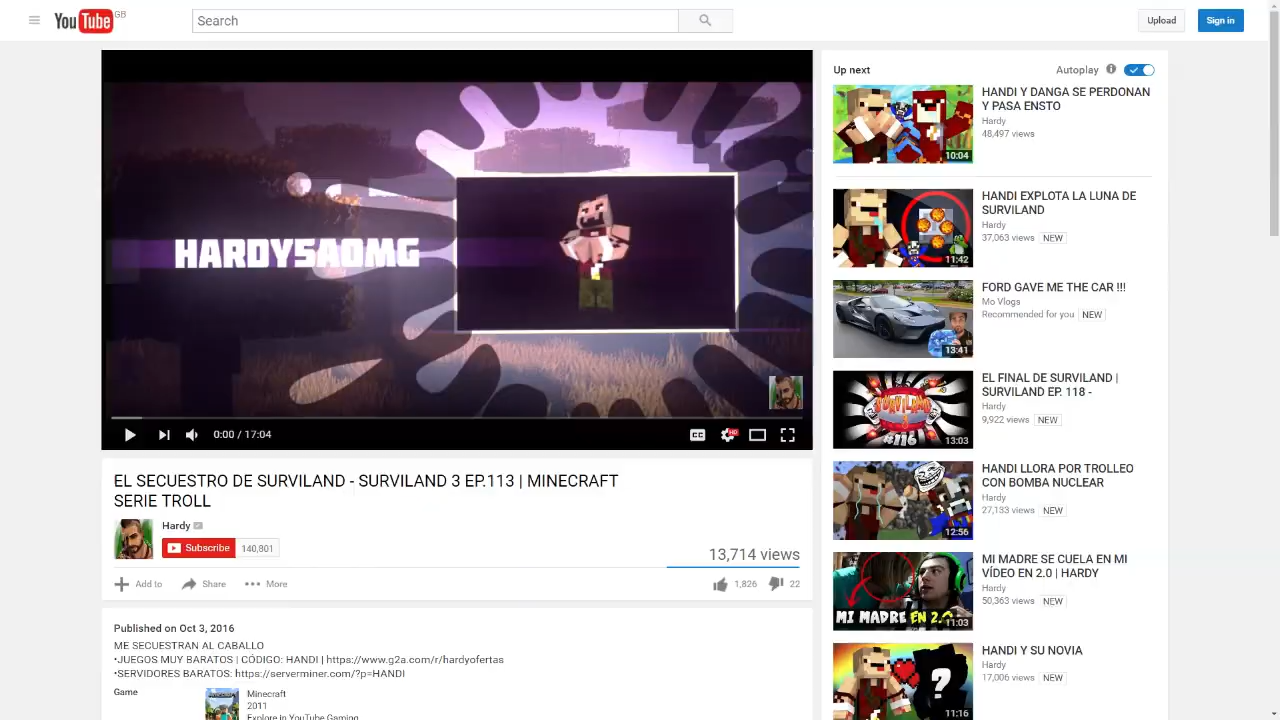 YouTube GB
Search
Upload
Sign in
HARDYSAOMG
0:00 / 17:04
CC
HD
EL SECUESTRO DE SURVILAND - SURVILAND 3 EP.113 | MINECRAFT
SERIE TROLL
Hardy
Subscribe 140,801
13,714 views
Add to
Share
More
1,826
22
Published on Oct 3,
ME SECUESTRAN AL CABALLO
•JUEGOS MUY BARATOS | CÓDIGO: HANDI | https://www.g2a.com/r/hardyofertas
•SERVIDORES BARATOS: https://serverminer.com/?p=HANDI
Game
Minecraft
2011
Explore in YouTube Gaming
Up next
Autoplay
HANDI Y DANGA SE PERDONAN
Y PASA ENSTO
Hardy
48,497 views
10:04
HANDI EXPLOTA LA LUNA DE
SURVILAND
Hardy
37,063 views NEW
11:42
FORD GAVE ME THE CAR !!!
Mo Vlogs
Recommended for you NEW
13:41
EL FINAL DE SURVILAND |
SURVILAND EP. 118 -
Hardy
9,922 views NEW
SURVILAND
3
#116
13:03
HANDI LLORA POR TROLLEO
CON BOMBA NUCLEAR
Hardy
27,133 views NEW
12:56
MI MADRE SE CUELA EN MI
VÍDEO EN 2.0 | HARDY
Hardy
50,363 views NEW
MI MADRE EN 2.0
11:03
HANDI Y SU NOVIA
Hardy
17,006 views NEW
?
11:16